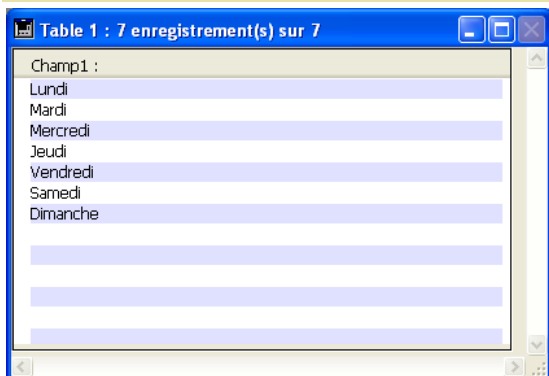 Table 1 : 7 enregistrement(s) sur 7
Champ1 :
Lundi
Mardi
Mercredi
Jeudi
Vendredi
Samedi
Dimanche